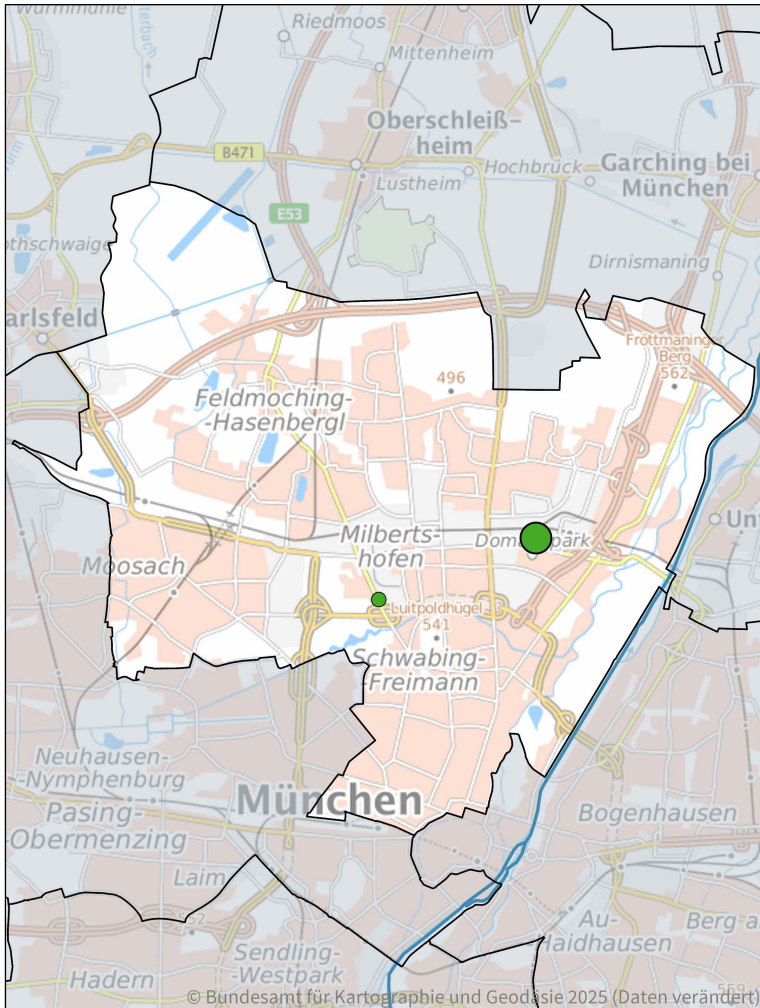 Riedmoos
Mittenheim
Oberschleiß-
heim
B471
Hochbrück
Garching bei
München
Lustheim
E53
Dirnismaning
arlsfeld
Fröttmaninger
Berg
562
496
Feldmoching-
-Hasenbergl
Milberts-
hofen
Moosach
Luitpoldhügel
541
Schwabing-
-Freimann
Neuhausen-
-Nymphenburg
München
Pasing-
-Obermenzing
Bogenhausen
Laim
Au-
Haidhausen
Berg a
Sendling-
-Westpark
Hadern
© Bundesamt für Kartographie und Geodäsie 2025 (Daten verändert)